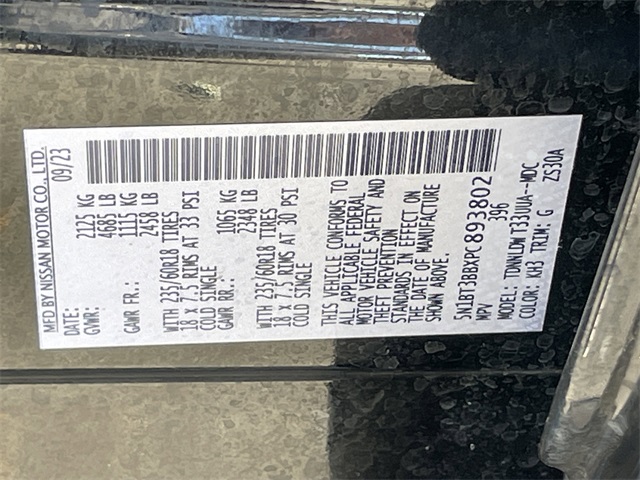 MFD BY NISSAN MOTOR CO., LTD.
DATE: 09/23
GVWR: 2125 KG
4685 LB
GAWR FR.: 1115 KG
2458 LB
WITH 235/60R18 TIRES
18 x 7.5 RIMS AT 33 PSI
COLD SINGLE
GAWR RR.: 1065 KG
2348 LB
WITH 235/60R18 TIRES
18 x 7.5 RIMS AT 30 PSI
COLD SINGLE
THIS VEHICLE CONFORMS TO
ALL APPLICABLE FEDERAL
MOTOR VEHICLE SAFETY AND
THEFT PREVENTION
STANDARDS IN EFFECT ON
THE DATE OF MANUFACTURE
SHOWN ABOVE.
5N1BT3BBXPC893802
MPV 396
MODEL: TDWNLDW T33UUA--MDC
COLOR: KH3 TRIM: G ZS30A